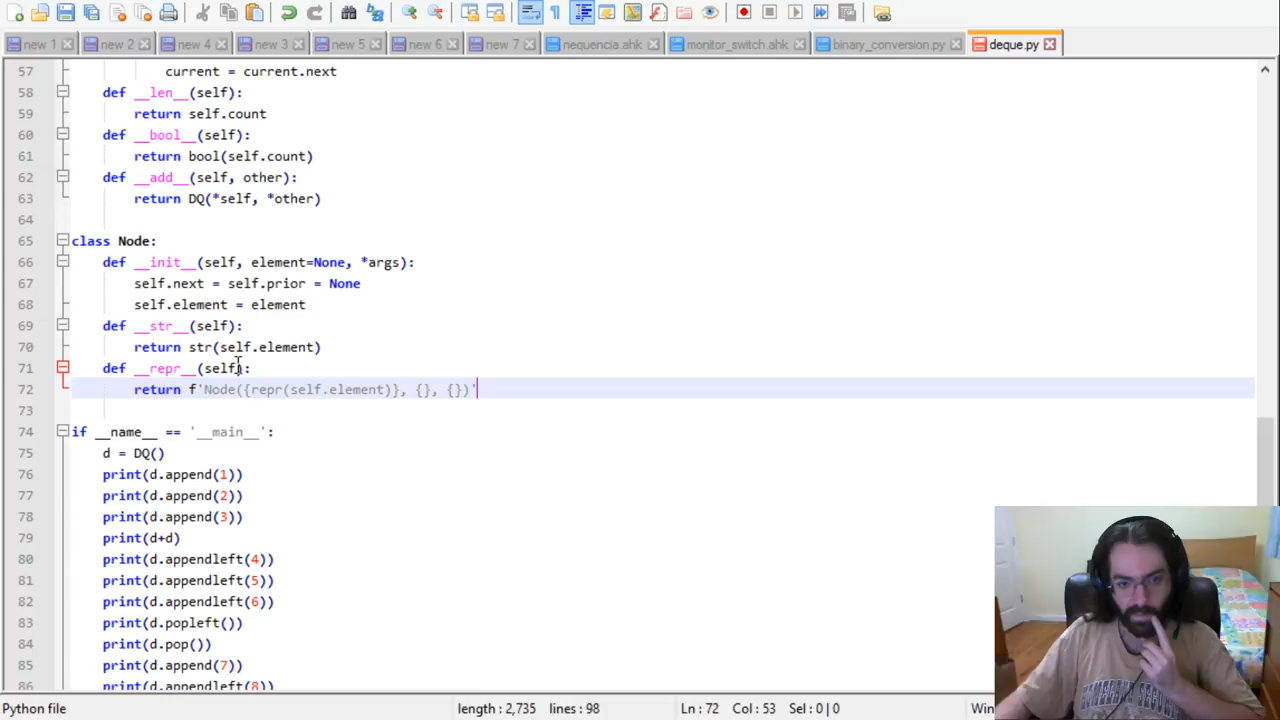 new 1
new 2
new 4
new 3
new 5
new 6
new 7
nequencia.ahk
monitor_switch.ahk
binary_conversion.py
deque.py
57 current = current.next
58 def __len__(self):
59 return self.count
60 def __bool__(self):
61 return bool(self.count)
62 def __add__(self, other):
63 return DQ(*self, *other)
64
65 class Node:
66 def __init__(self, element=None, *args):
67 self.next = self.prior = None
68 self.element = element
69 def __str__(self):
70 return str(self.element)
71 def __repr__(self):
72 return f'Node({repr(self.element)}, {}, {})'
73
74 if __name__ == '__main__':
75 d = DQ()
76 print(d.append(1))
77 print(d.append(2))
78 print(d.append(3))
79 print(d+d)
80 print(d.appendleft(4))
81 print(d.appendleft(5))
82 print(d.appendleft(6))
83 print(d.popleft())
84 print(d.pop())
85 print(d.append(7))
86 print(d.appendleft(8))
Python file
length : 2,735 lines : 98
Ln : 72 Col : 53 Sel : 0 | 0
Win